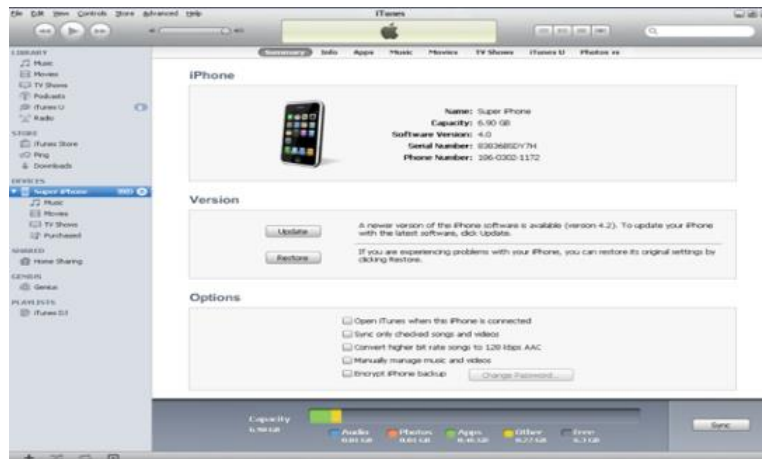 File Edit View Controls Store Advanced Help
iTunes
Summary Info Apps Music Movies TV Shows iTunes U Photos
LIBRARY
Music
Movies
TV Shows
Podcasts
iTunes U
Radio
STORE
iTunes Store
Ping
Downloads
DEVICES
Super iPhone
Music
Movies
TV Shows
Purchased
SHARED
Home Sharing
GENIUS
Genius
PLAYLISTS
iTunes DJ
iPhone
Name: Super iPhone
Capacity: 6.90 GB
Software Version: 4.0
Serial Number:
Phone Number: 106-0302-1172
Version
Update
A newer version of the iPhone software is available (version 4.2). To update your iPhone
with the latest software, click Update.
Restore
If you are experiencing problems with your iPhone, you can restore its original settings by
clicking Restore.
Options
Open iTunes when this iPhone is connected
Sync only checked songs and videos
Convert higher bit rate songs to 128 kbps AAC
Manually manage music and videos
Encrypt iPhone backup Change Password...
Capacity
6.90 GB
Audio Photos Apps Other Free
Sync